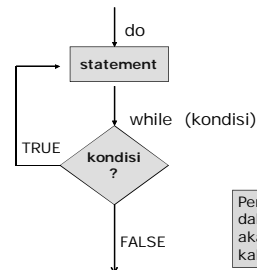 do
statement
while (kondisi)
TRUE
kondisi
?
FALSE